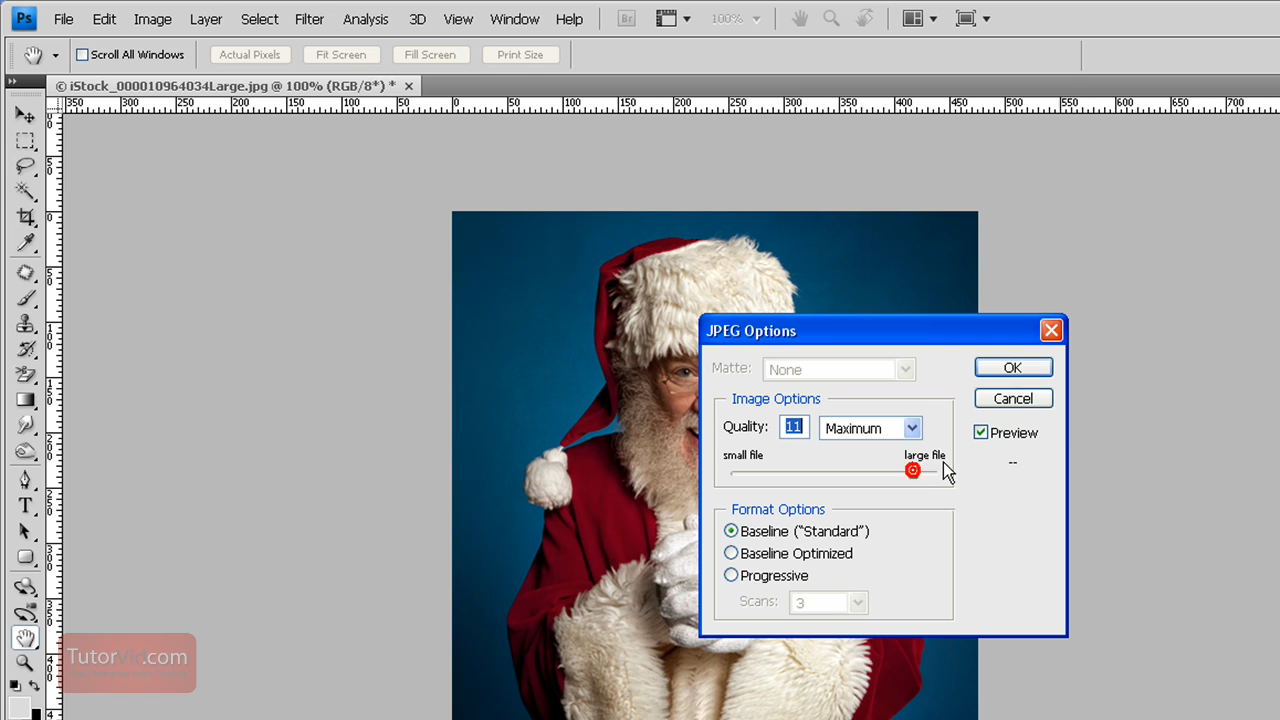 Ps File Edit Image Layer Select Filter Analysis 3D View Window Help Br 100%
Scroll All Windows Actual Pixels Fit Screen Fill Screen Print Size
© iStock_000010964034Large.jpg @ 100% (RGB/8*) *
350 300 250 200 150 100 50 0 50 100 150 200 250 300 350 400 450 500 550 600 650 700
JPEG Options
Matte: None
OK
Image Options
Cancel
Quality: 11 Maximum
Preview
small file large file
--
Format Options
Baseline ("Standard")
Baseline Optimized
Progressive
Scans: 3
TutorVid.com